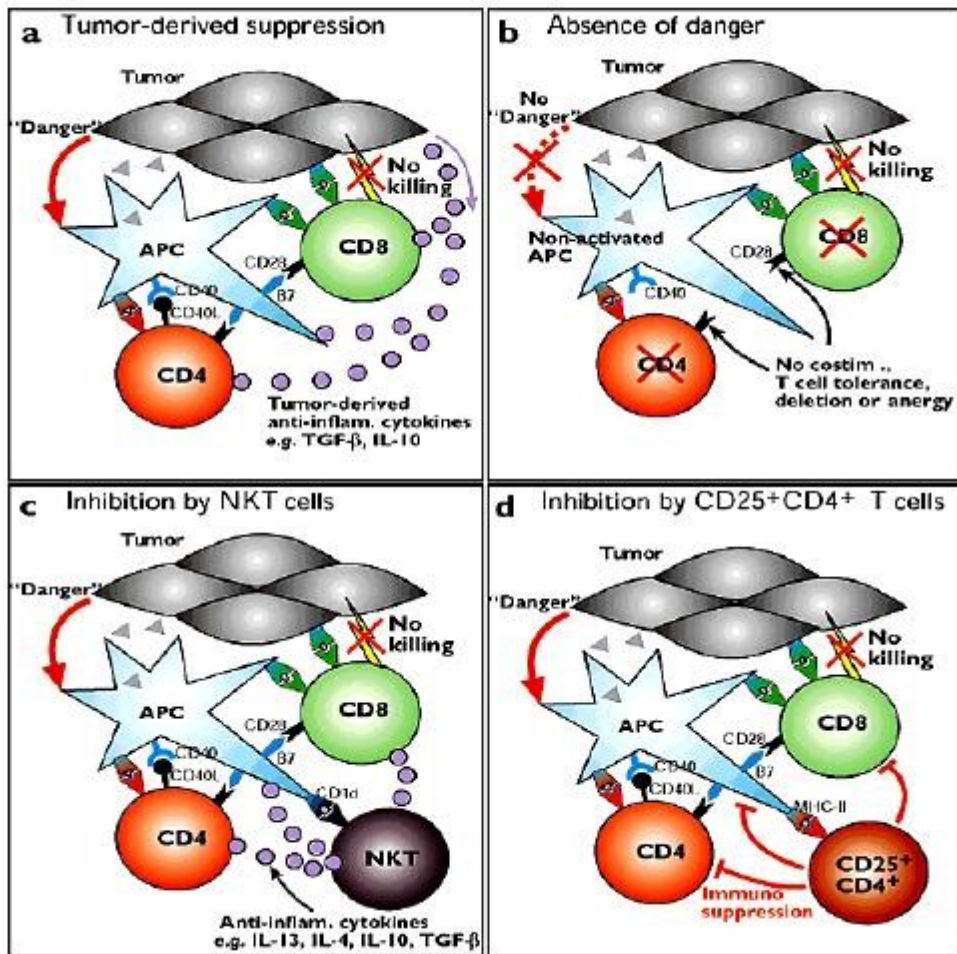 a Tumor-derived suppression
Tumor
"Danger"
No
killing
APC
CD28
CD8
B7
CD40
CD40L
CD4
Tumor-derived
anti-inflam. cytokines
e.g. TGF-β, IL-10
b Absence of danger
Tumor
No
"Danger"
No
killing
Non-activated
APC
CD28
CD8
CD40
CD4
No costim .,
T cell tolerance,
deletion or anergy
c Inhibition by NKT cells
Tumor
"Danger"
No
killing
APC
CD28
CD8
B7
CD40
CD40L
CD1d
CD4
NKT
Anti-inflam. cytokines
e.g. IL-13, IL-4, IL-10, TGF-β
d Inhibition by CD25+CD4+ T cells
Tumor
"Danger"
No
killing
APC
CD28
CD8
B7
CD40
CD40L
MHC-II
CD4
CD25+
CD4+
Immuno
suppression